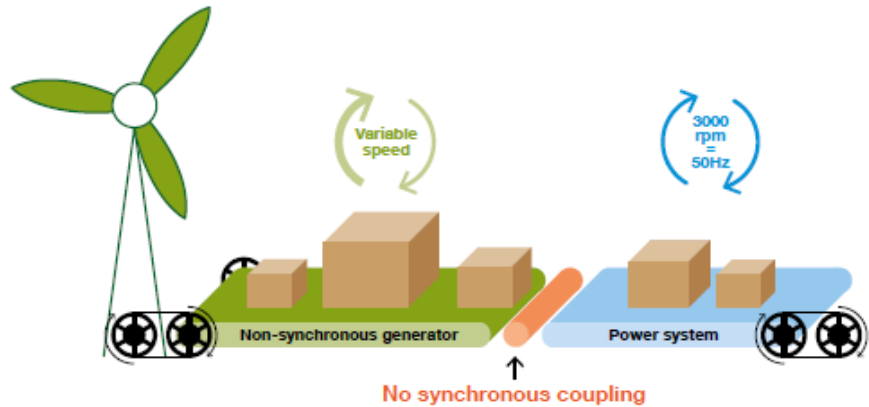 Variable
speed
3000
rpm
=
50Hz
Non-synchronous generator
Power system
No synchronous coupling